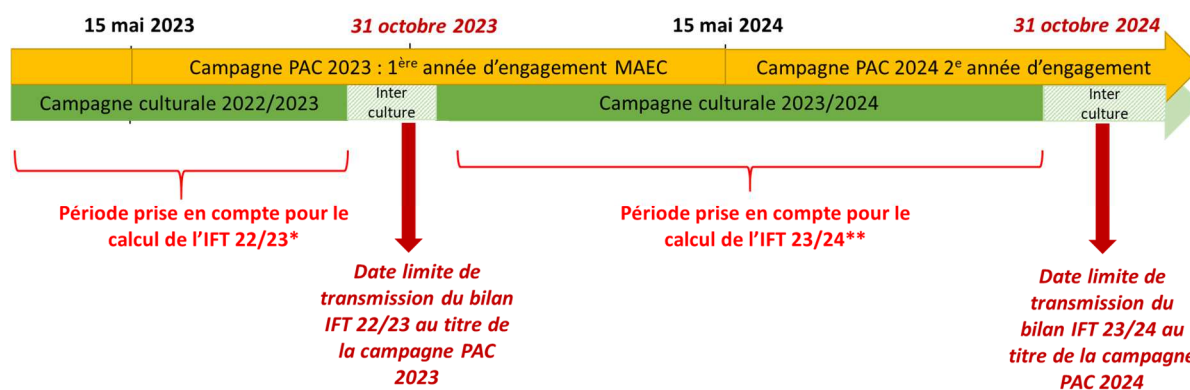 15 mai 2023
31 octobre 2023
15 mai 2024
31 octobre 2024
Campagne PAC 2023 : 1ère année d’engagement MAEC
Campagne PAC 2024 2e année d’engagement
Campagne culturale 2022/2023
Inter
culture
Campagne culturale 2023/2024
Inter
culture
Période prise en compte pour le
calcul de l’IFT 22/23*
Période prise en compte pour le
calcul de l’IFT 23/24**
Date limite de
transmission du bilan
IFT 22/23 au titre de
la campagne PAC
2023
Date limite de
transmission du
bilan IFT 23/24 au
titre de la campagne
PAC 2024